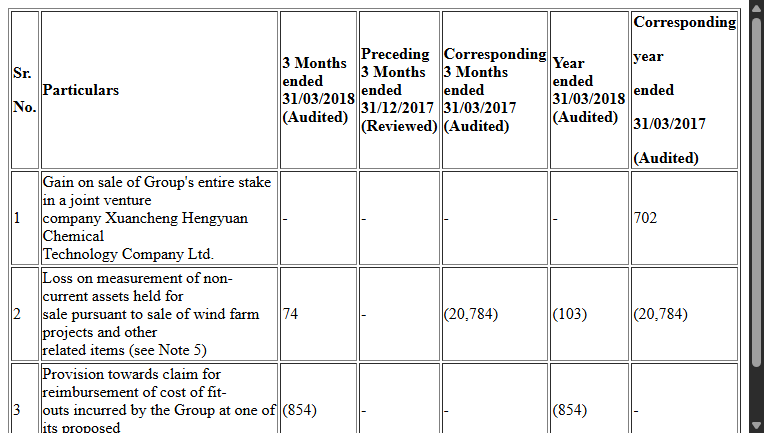 Sr.
No.
Particulars
3 Months
ended
31/03/2018
(Audited)
Preceding
3 Months
ended
31/12/2017
(Reviewed)
Corresponding
3 Months
ended
31/03/2017
(Audited)
Year
ended
31/03/2018
(Audited)
Corresponding
year
ended
31/03/2017
(Audited)
1
Gain on sale of Group's entire stake
in a joint venture
company Xuancheng Hengyuan
Chemical
Technology Company Ltd.
-
-
-
-
702
2
Loss on measurement of non-
current assets held for
sale pursuant to sale of wind farm
projects and other
related items (see Note 5)
74
-
(20,784)
(103)
(20,784)
3
Provision towards claim for
reimbursement of cost of fit-
outs incurred by the Group at one of
its proposed
(854)
-
-
(854)
-